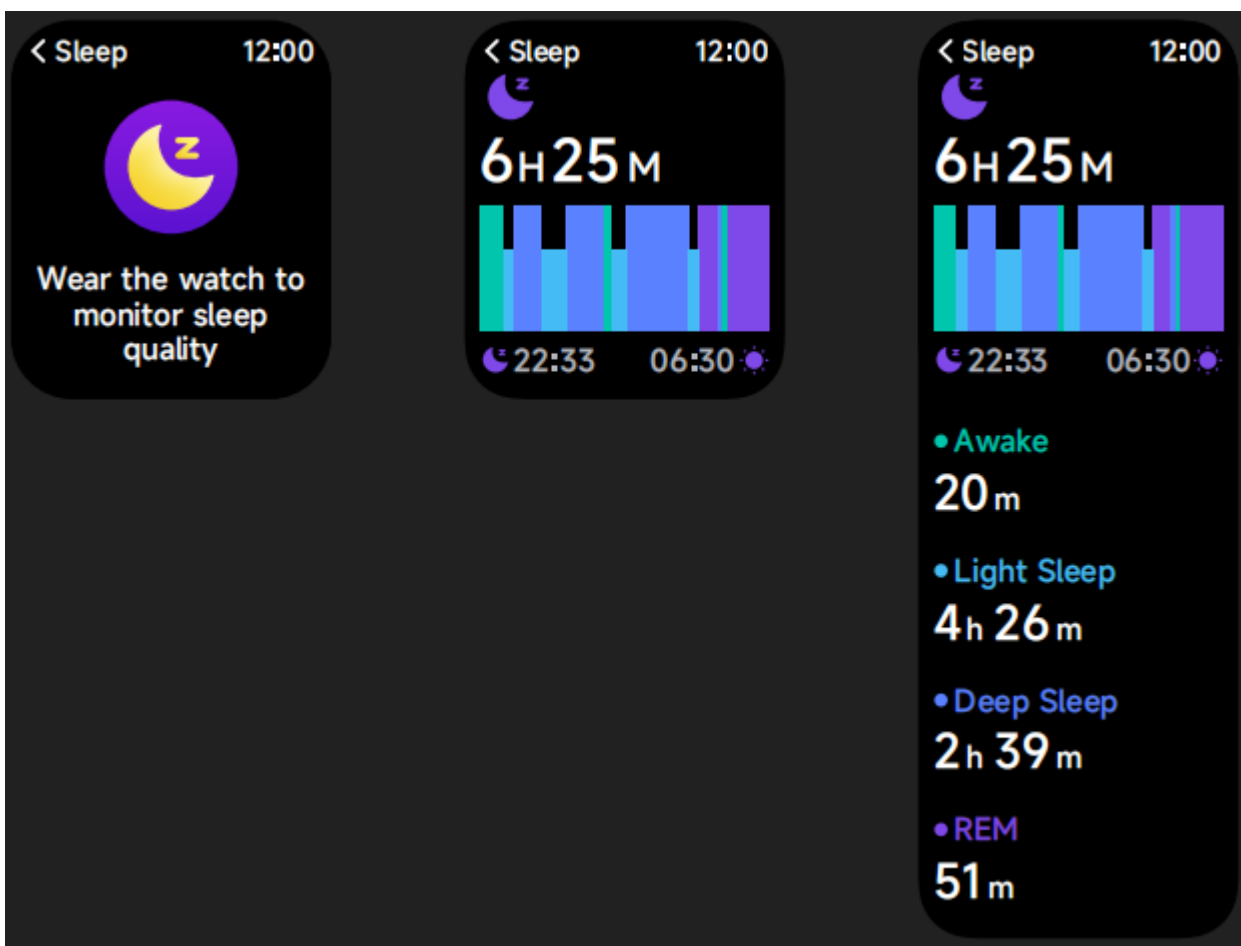 < Sleep 12:00
Wear the watch to
monitor sleep
quality
< Sleep 12:00
6H25M
22:33 06:30
< Sleep 12:00
6H25M
22:33 06:30
Awake
20m
Light Sleep
4h 26m
Deep Sleep
2h 39m
REM
51m